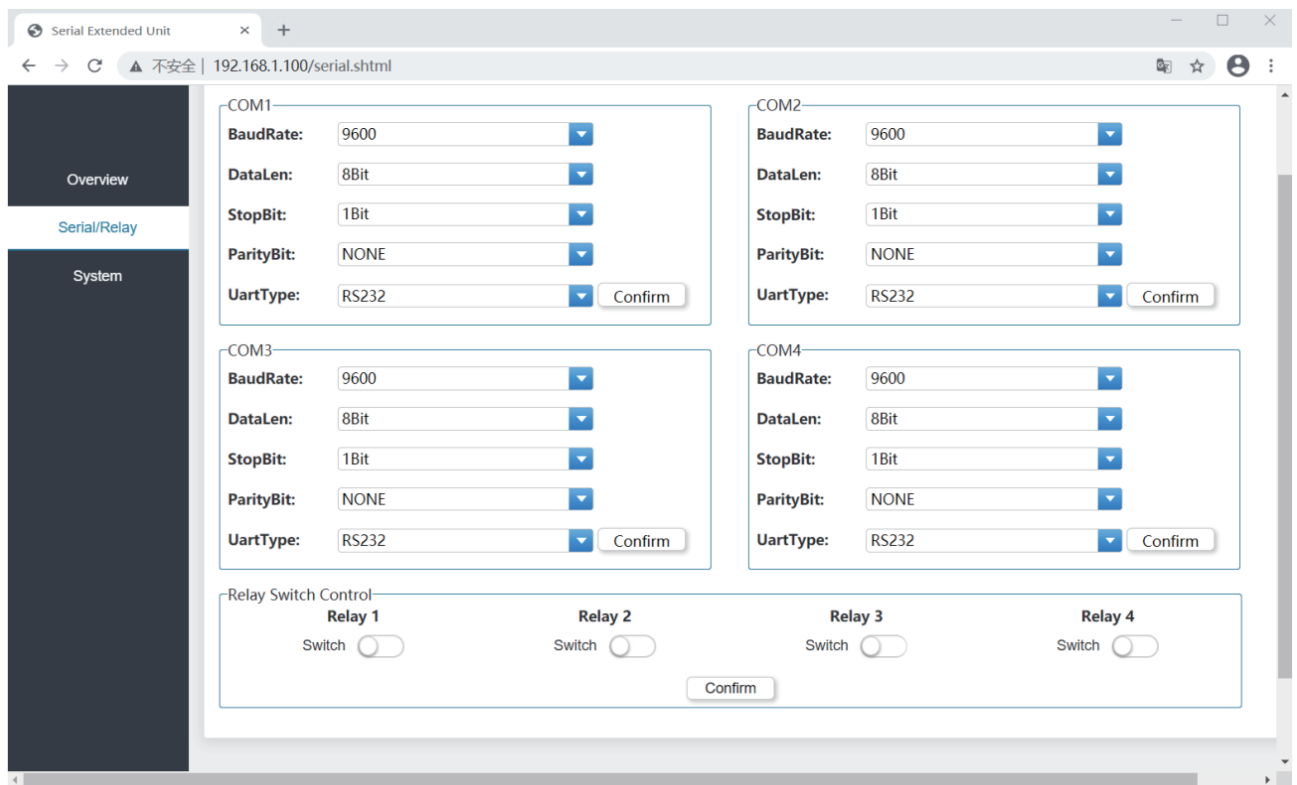 Serial Extended Unit
不安全 | 192.168.1.100/serial.shtml
Overview
Serial/Relay
System
COM1
BaudRate: 9600
DataLen: 8Bit
StopBit: 1Bit
ParityBit: NONE
UartType: RS232 Confirm
COM2
BaudRate: 9600
DataLen: 8Bit
StopBit: 1Bit
ParityBit: NONE
UartType: RS232 Confirm
COM3
BaudRate: 9600
DataLen: 8Bit
StopBit: 1Bit
ParityBit: NONE
UartType: RS232 Confirm
COM4
BaudRate: 9600
DataLen: 8Bit
StopBit: 1Bit
ParityBit: NONE
UartType: RS232 Confirm
Relay Switch Control
Relay 1 Relay 2 Relay 3 Relay 4
Switch Switch Switch Switch
Confirm